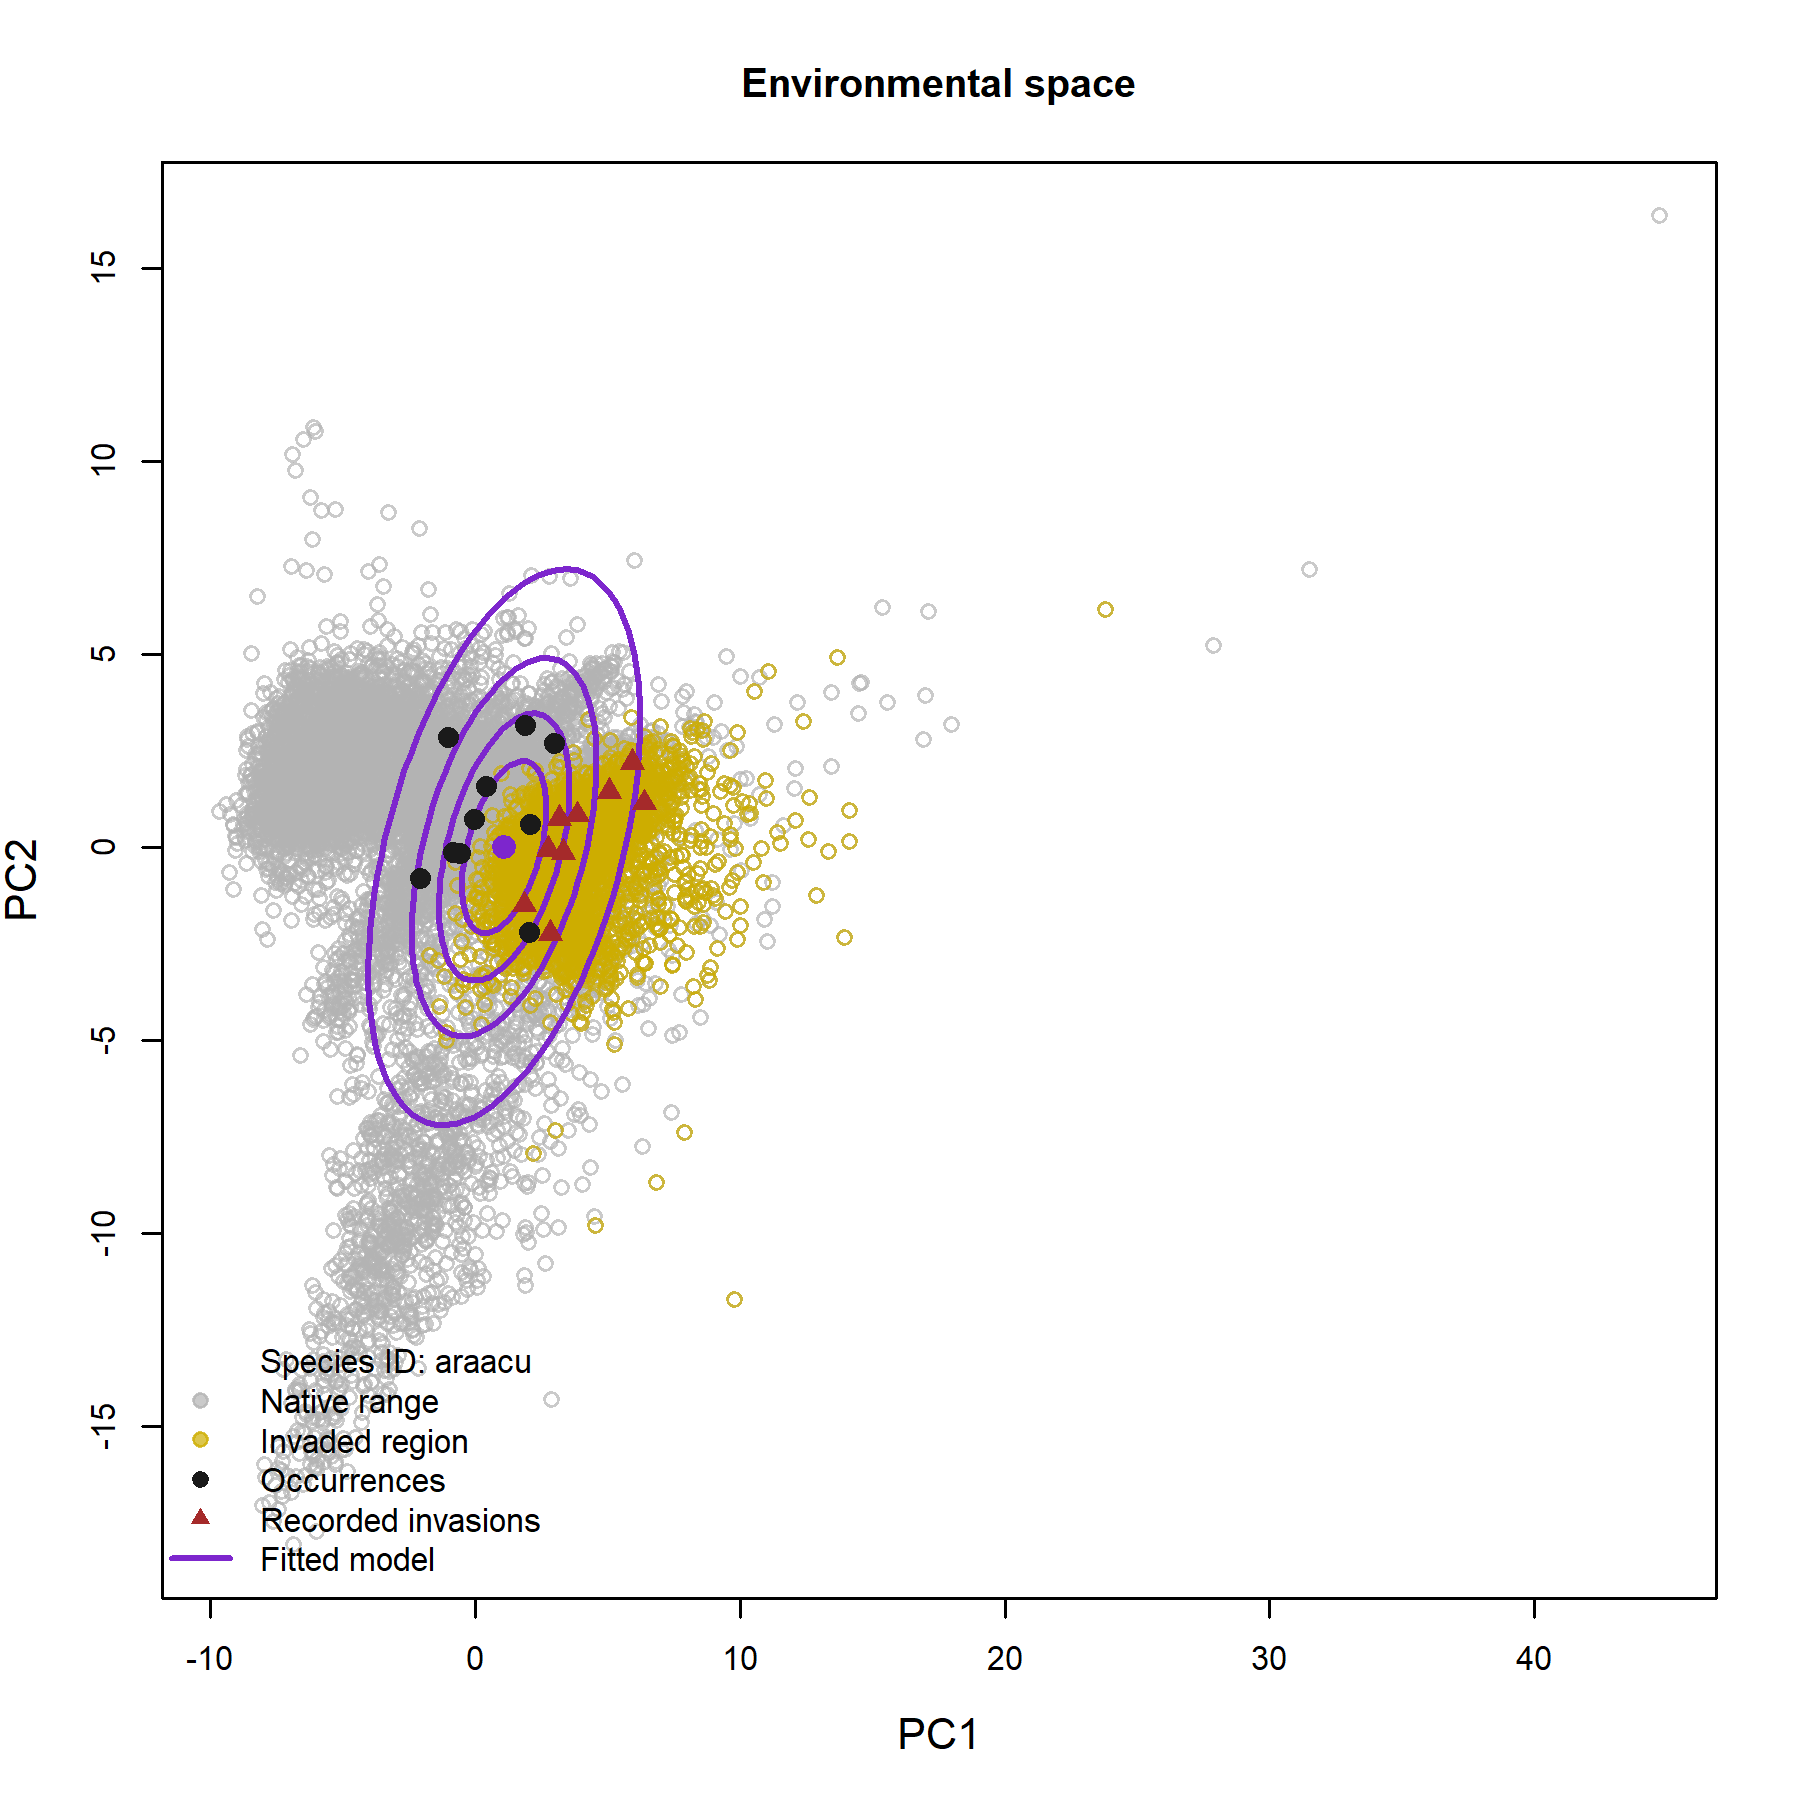 Environmental space
PC2
15
10
5
0
-5
-10
-15
Species ID: araacu
Native range
Invaded region
Occurrences
Recorded invasions
Fitted model
-10 0 10 20 30 40
PC1